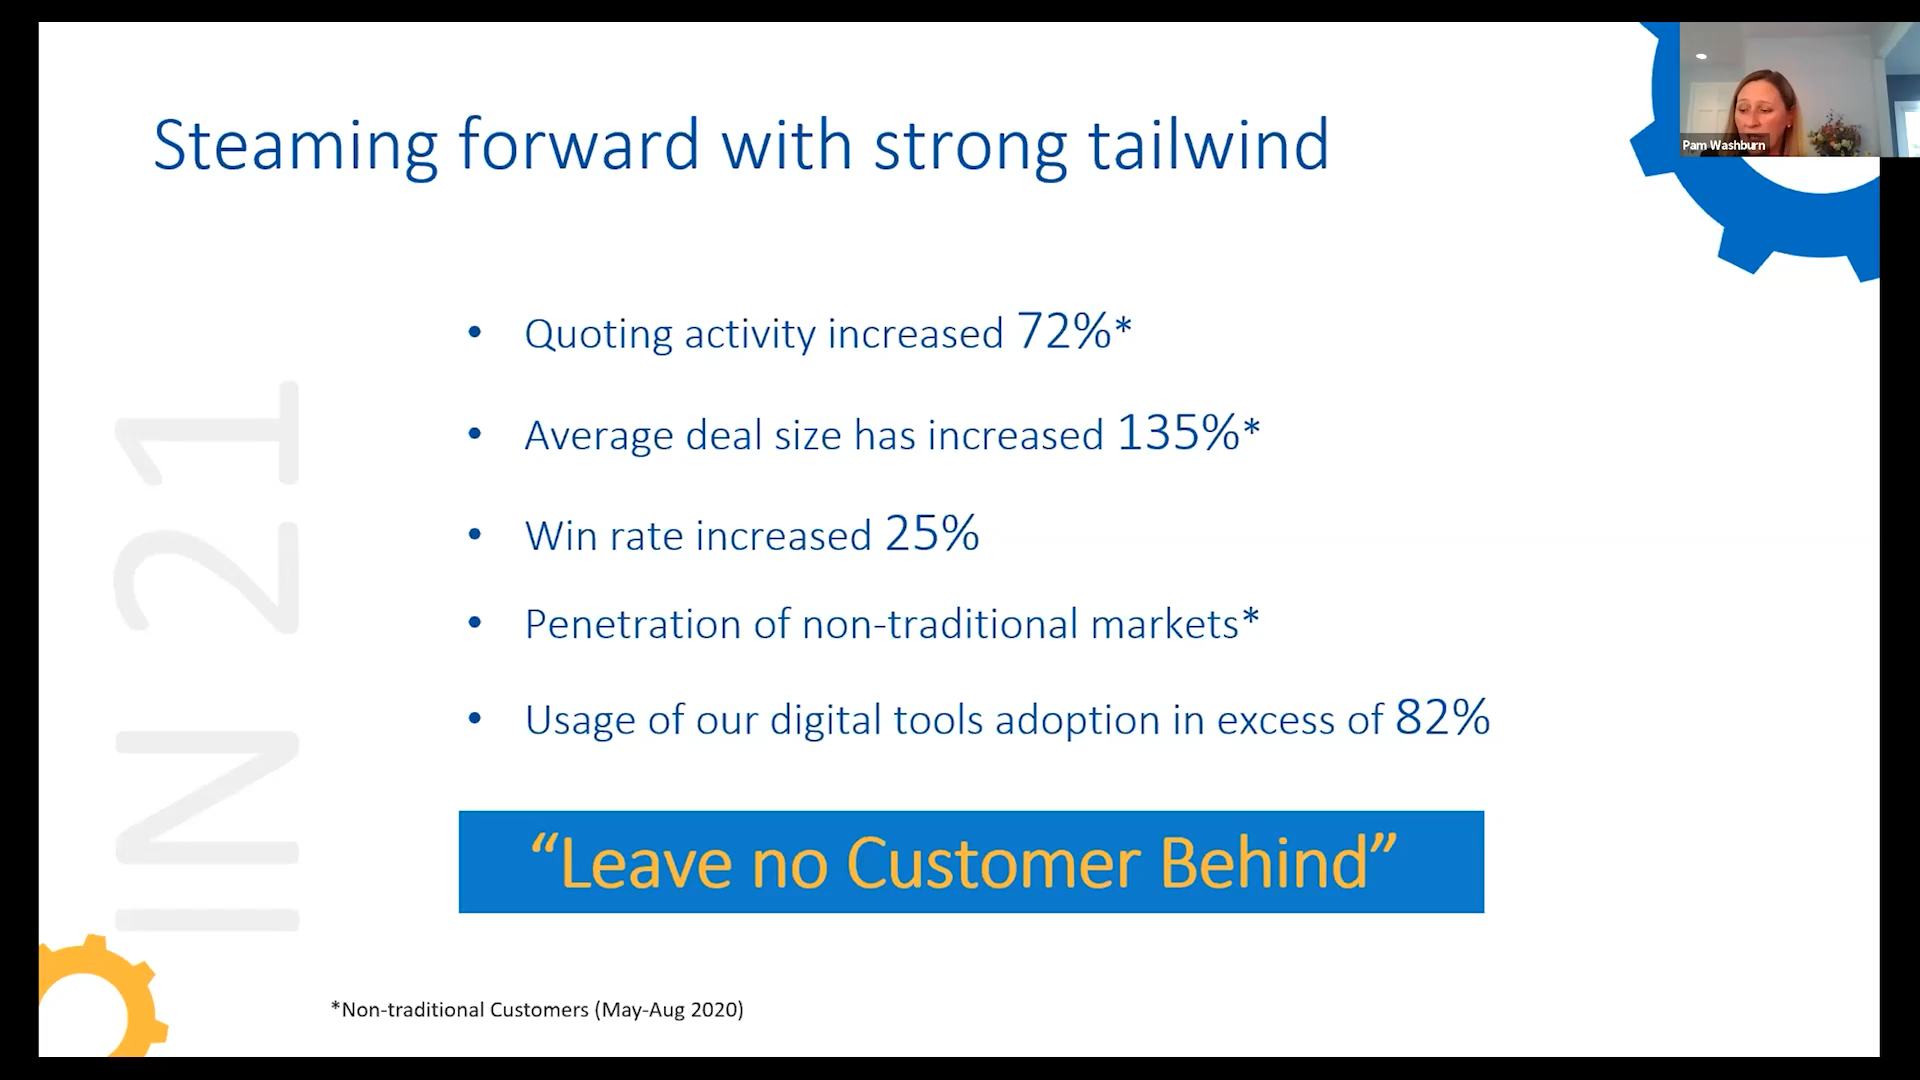 Steaming forward with strong tailwind
Pam Washburn
• Quoting activity increased 72%*
• Average deal size has increased 135%*
• Win rate increased 25%
• Penetration of non-traditional markets*
• Usage of our digital tools adoption in excess of 82%
IN 21
“Leave no Customer Behind”
*Non-traditional Customers (May-Aug 2020)